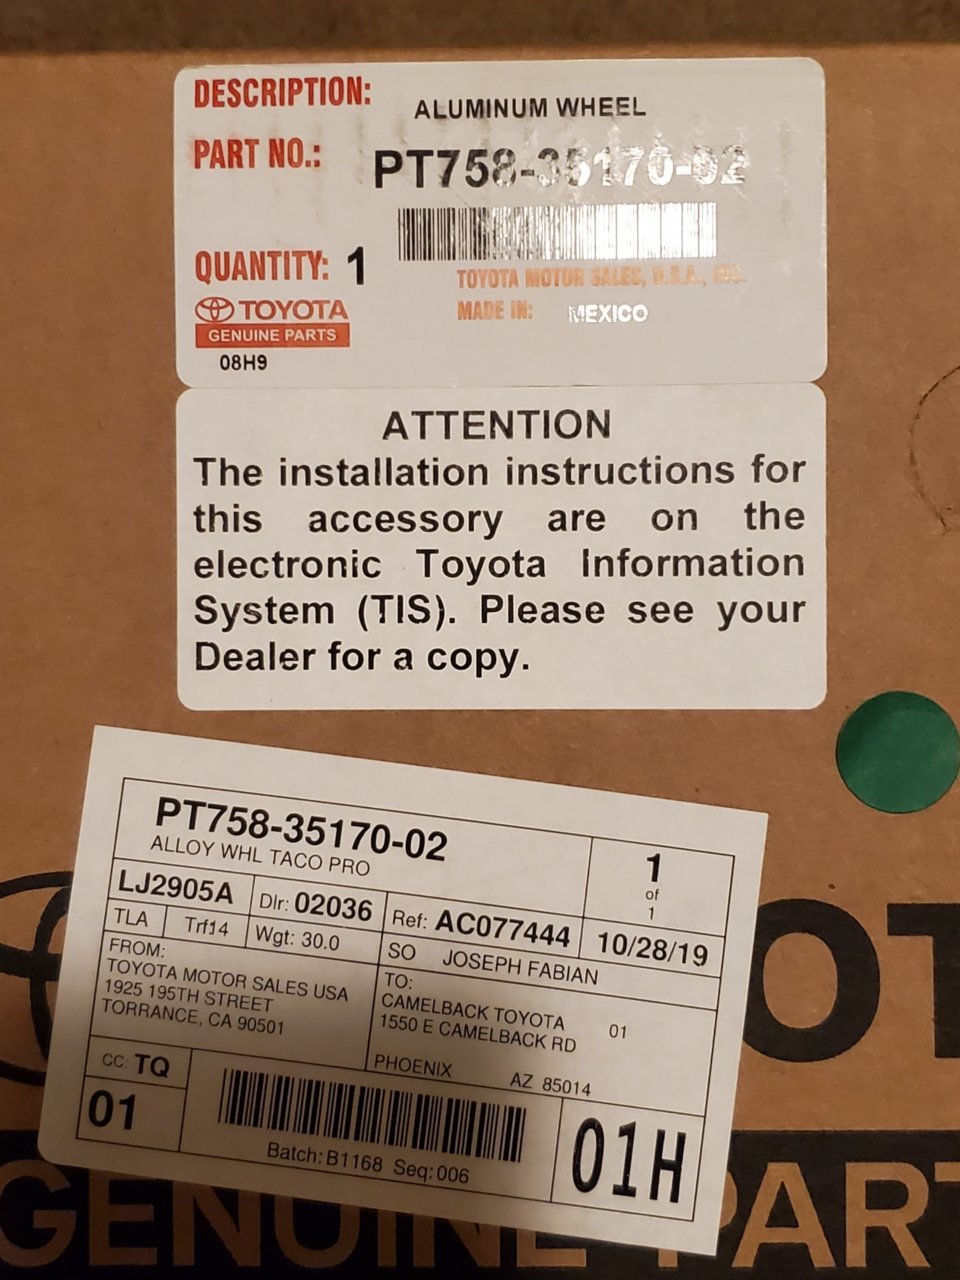 DESCRIPTION: ALUMINUM WHEEL
PART NO.: PT758-35170-02
QUANTITY: 1
TOYOTA MOTOR SALES, U.S.A., INC.
MADE IN: MEXICO
TOYOTA
GENUINE PARTS
08H9
ATTENTION
The installation instructions for
this accessory are on the
electronic Toyota Information
System (TIS). Please see your
Dealer for a copy.
PT758-35170-02
ALLOY WHL TACO PRO
1
of
1
LJ2905A Dlr: 02036 Ref: AC077444 10/28/19
TLA Trf14 Wgt: 30.0 SO JOSEPH FABIAN
FROM:
TOYOTA MOTOR SALES USA
1925 195TH STREET
TORRANCE, CA 90501
TO:
CAMELBACK TOYOTA 01
1550 E CAMELBACK RD
PHOENIX AZ 85014
CC: TQ
01
Batch: B1168 Seq: 006
01H
OT
GENUINE PART